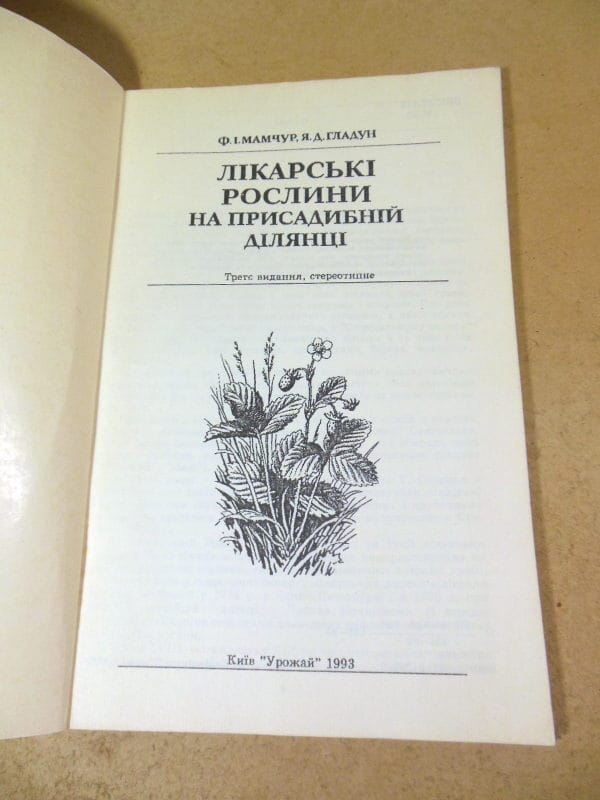 Ф. І. МАМЧУР, Я. Д. ГЛАДУН
ЛІКАРСЬКІ
РОСЛИНИ
НА ПРИСАДИБНІЙ
ДІЛЯНЦІ
Третє видання, стереотипне
Київ "Урожай" 1993